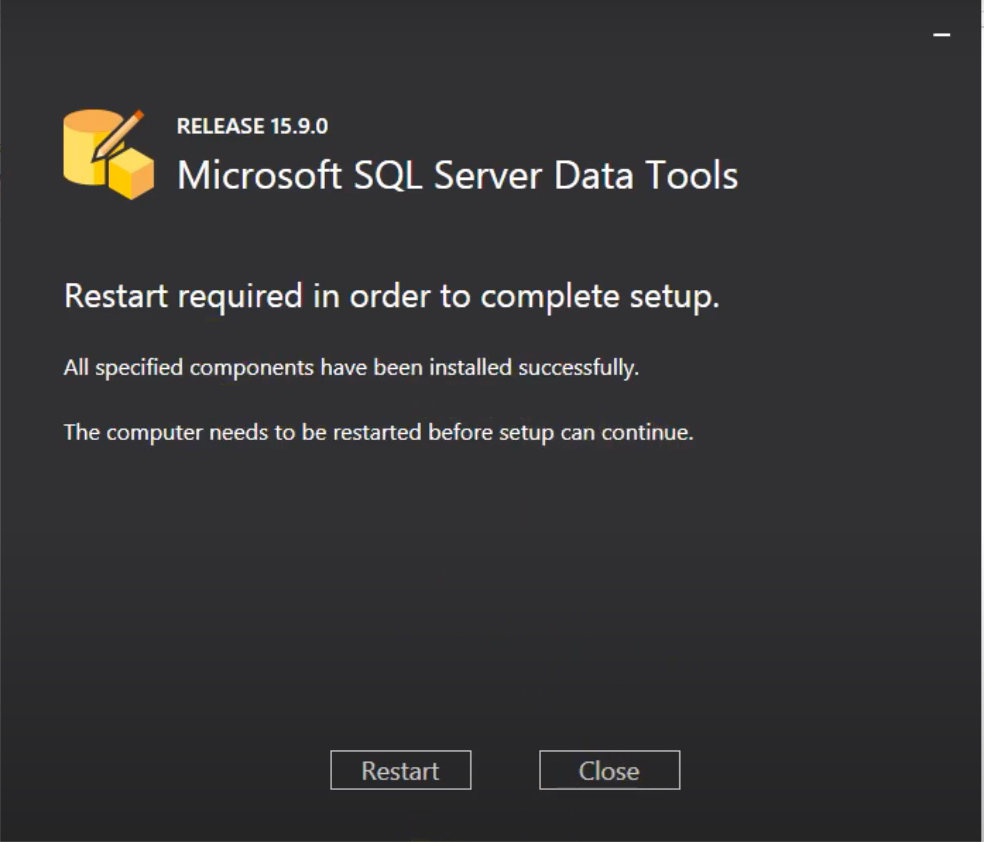 RELEASE 15.9.0
Microsoft SQL Server Data Tools
Restart required in order to complete setup.
All specified components have been installed successfully.
The computer needs to be restarted before setup can continue.
Restart
Close